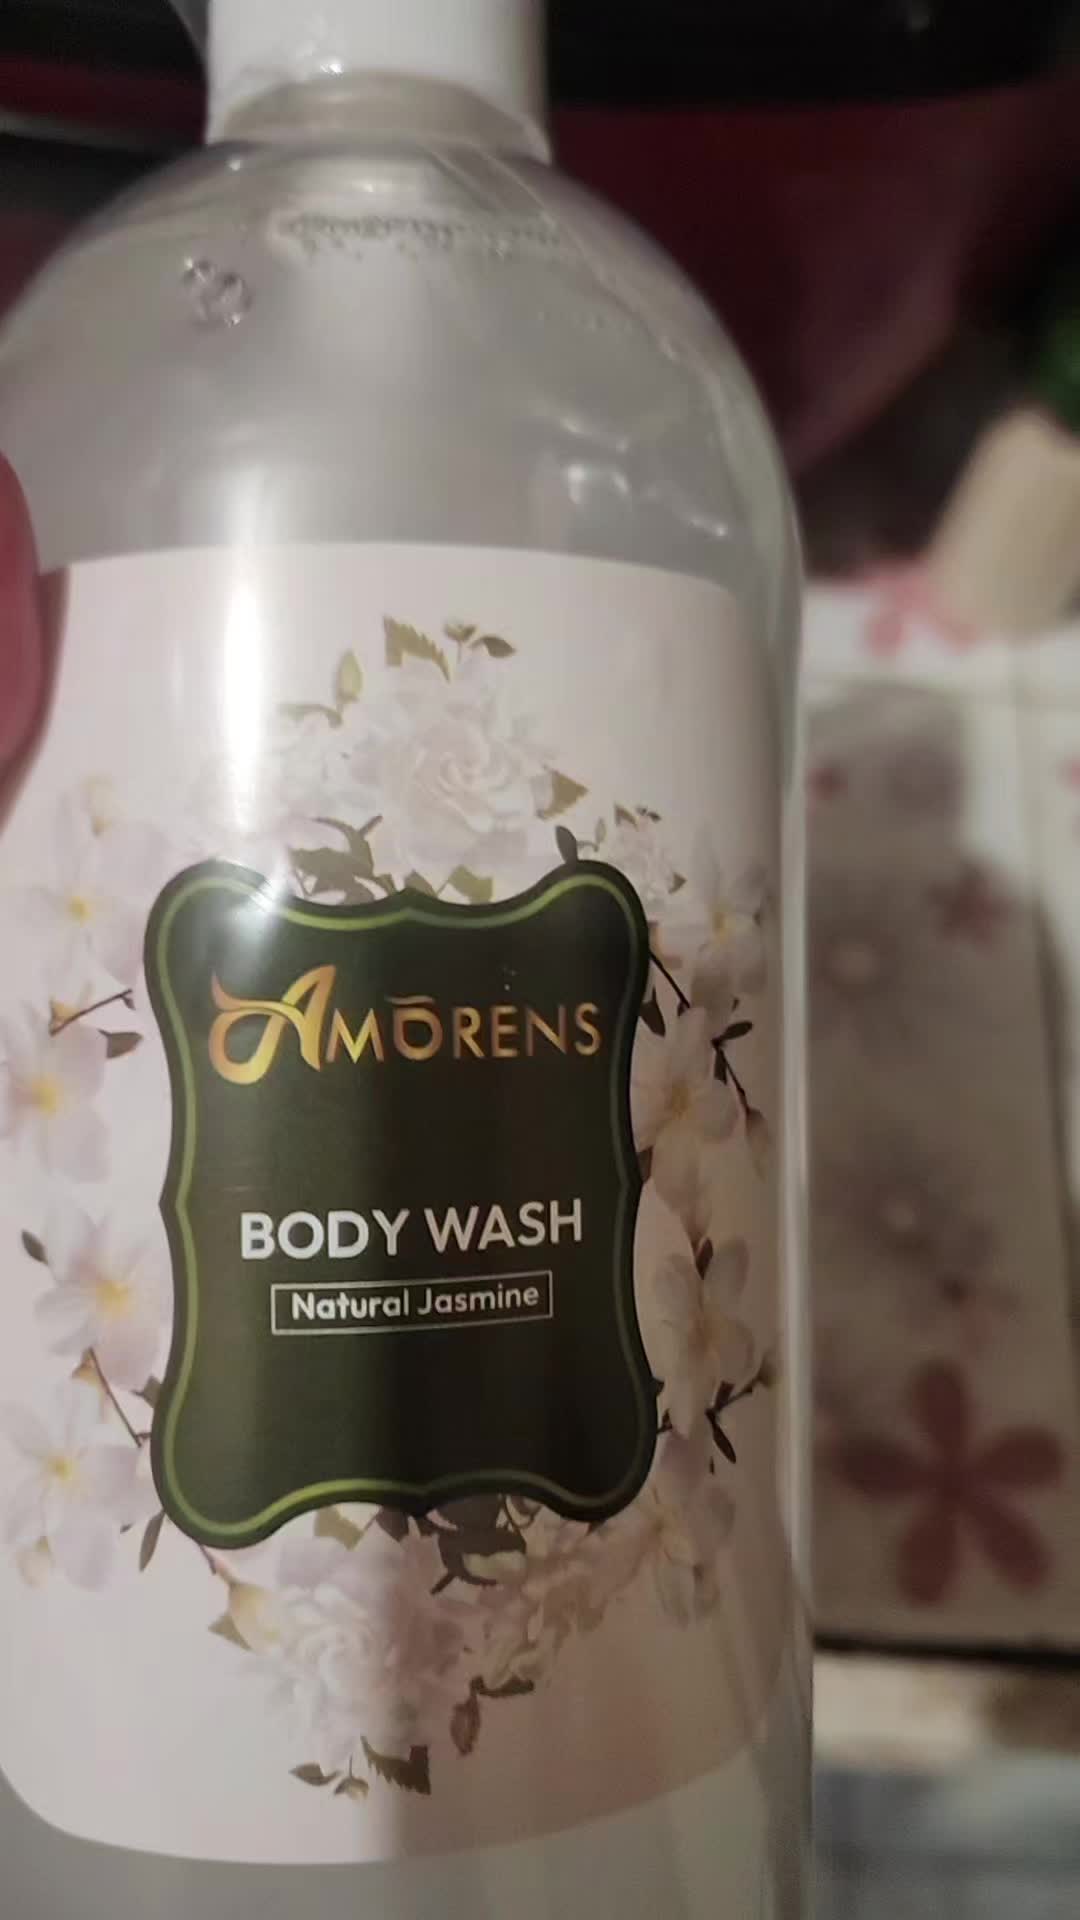 AMŌRENS
BODY WASH
Natural Jasmine